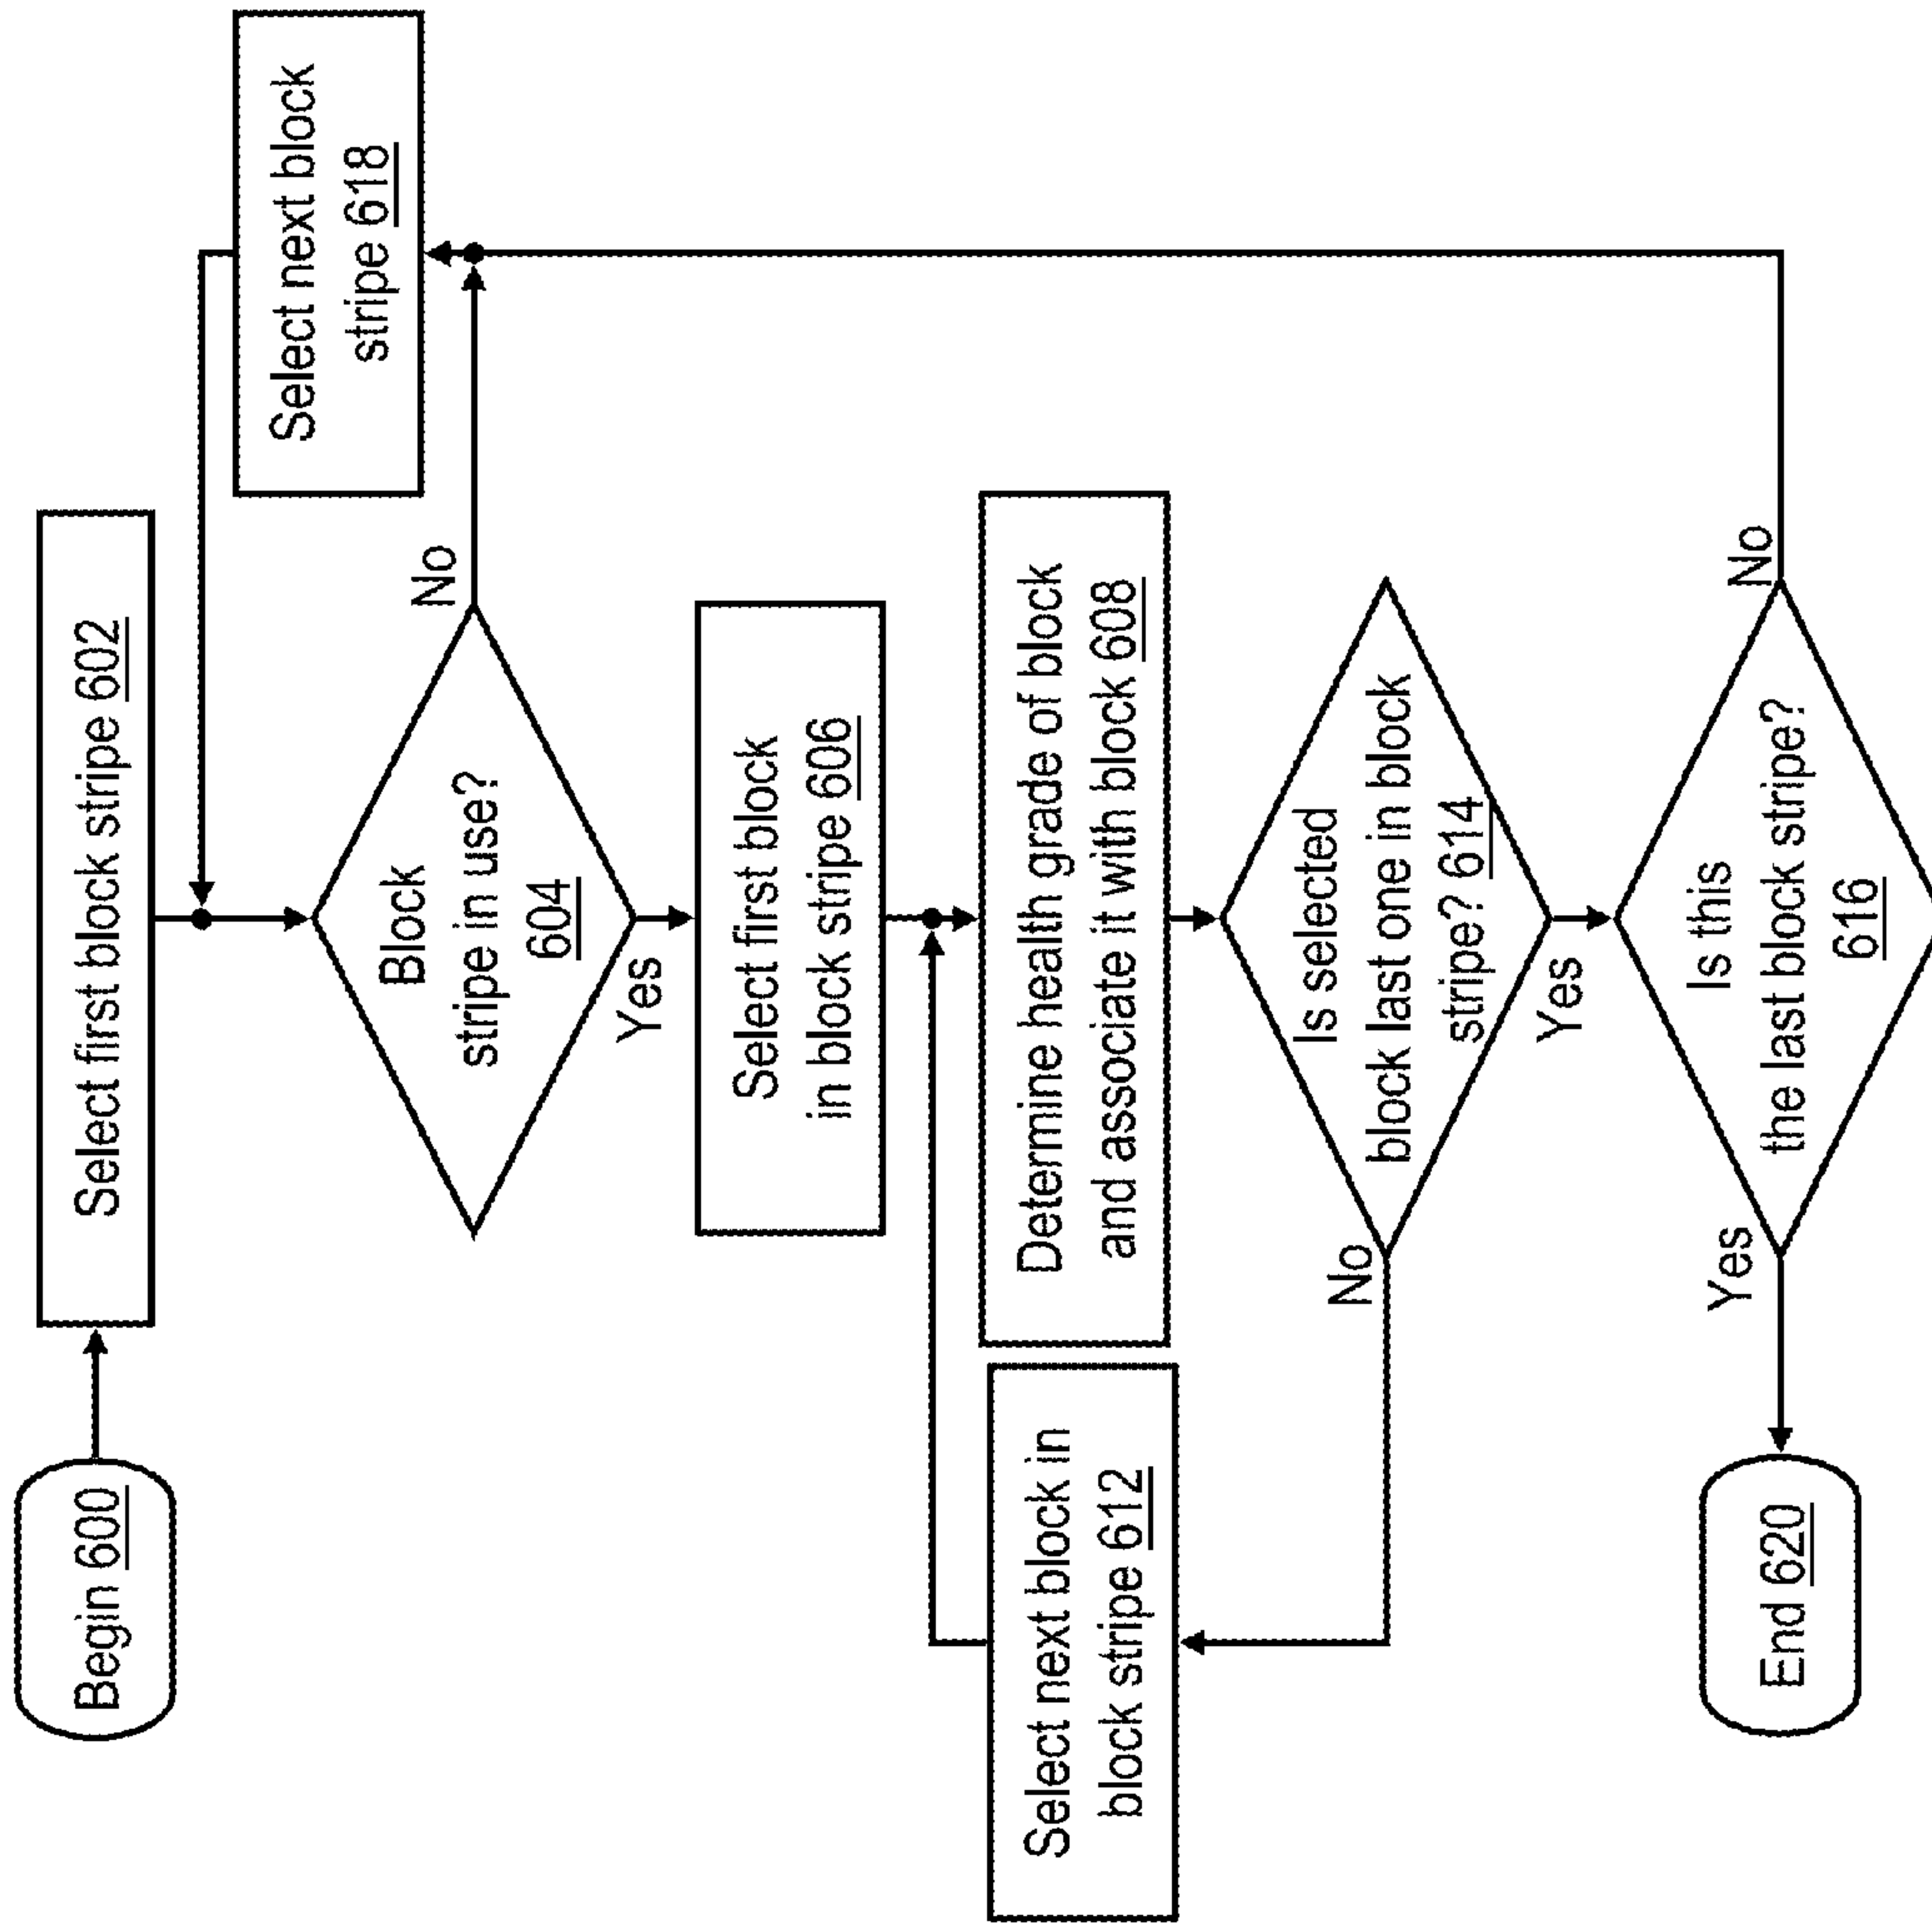 Begin 600
Select first block stripe 602
Select next block
stripe 618
Block
stripe in use?
604
No
Yes
Select first block
in block stripe 606
Select next block in
block stripe 612
Determine health grade of block
and associate it with block 608
Is selected
block last one in block
stripe? 614
No
Yes
Is this
the last block stripe?
616
Yes
No
End 620